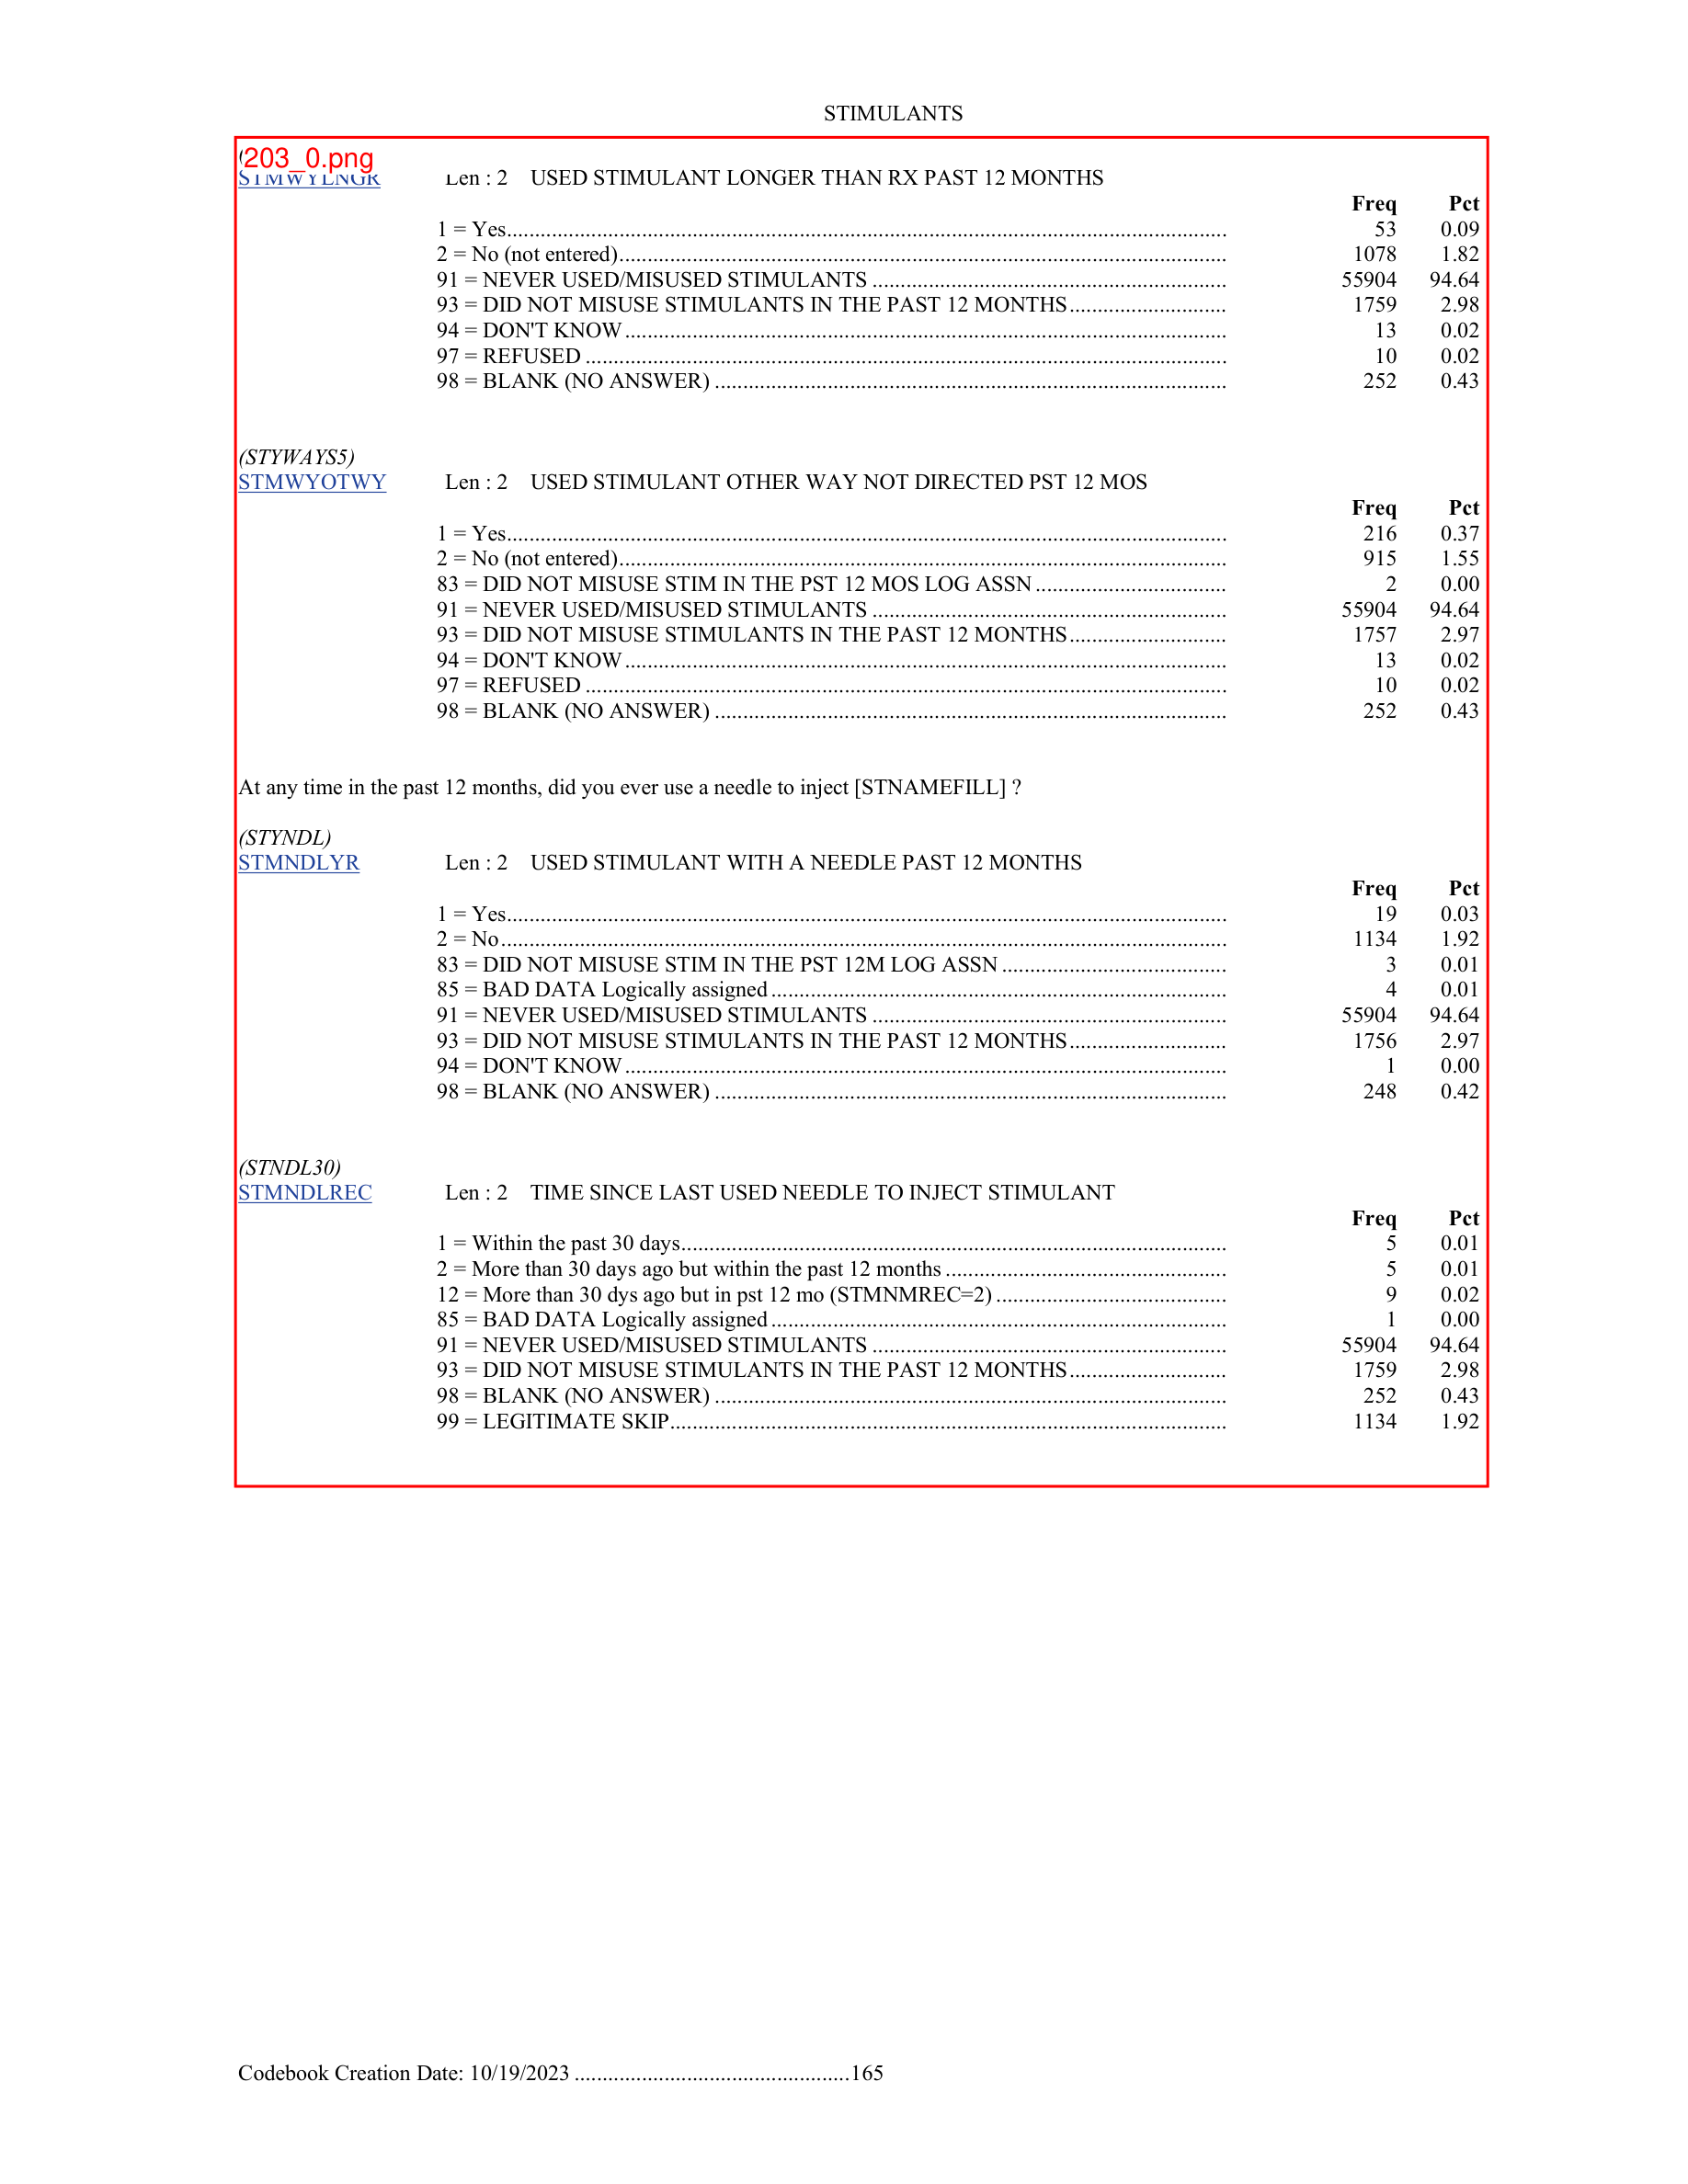 STIMULANTS
203_0.png
STMWYLNGR Len : 2 USED STIMULANT LONGER THAN RX PAST 12 MONTHS
Freq Pct
1 = Yes 53 0.09
2 = No (not entered) 1078 1.82
91 = NEVER USED/MISUSED STIMULANTS 55904 94.64
93 = DID NOT MISUSE STIMULANTS IN THE PAST 12 MONTHS 1759 2.98
94 = DON'T KNOW 13 0.02
97 = REFUSED 10 0.02
98 = BLANK (NO ANSWER) 252 0.43
(STYWAYS5)
STMWYOTWY Len : 2 USED STIMULANT OTHER WAY NOT DIRECTED PST 12 MOS
Freq Pct
1 = Yes 216 0.37
2 = No (not entered) 915 1.55
83 = DID NOT MISUSE STIM IN THE PST 12 MOS LOG ASSN 2 0.00
91 = NEVER USED/MISUSED STIMULANTS 55904 94.64
93 = DID NOT MISUSE STIMULANTS IN THE PAST 12 MONTHS 1757 2.97
94 = DON'T KNOW 13 0.02
97 = REFUSED 10 0.02
98 = BLANK (NO ANSWER) 252 0.43
At any time in the past 12 months, did you ever use a needle to inject [STNAMEFILL] ?
(STYNDL)
STMNDLYR Len : 2 USED STIMULANT WITH A NEEDLE PAST 12 MONTHS
Freq Pct
1 = Yes 19 0.03
2 = No 1134 1.92
83 = DID NOT MISUSE STIM IN THE PST 12M LOG ASSN 3 0.01
85 = BAD DATA Logically assigned 4 0.01
91 = NEVER USED/MISUSED STIMULANTS 55904 94.64
93 = DID NOT MISUSE STIMULANTS IN THE PAST 12 MONTHS 1756 2.97
94 = DON'T KNOW 1 0.00
98 = BLANK (NO ANSWER) 248 0.42
(STNDL30)
STMNDLREC Len : 2 TIME SINCE LAST USED NEEDLE TO INJECT STIMULANT
Freq Pct
1 = Within the past 30 days 5 0.01
2 = More than 30 days ago but within the past 12 months 5 0.01
12 = More than 30 dys ago but in pst 12 mo (STMNMREC=2) 9 0.02
85 = BAD DATA Logically assigned 1 0.00
91 = NEVER USED/MISUSED STIMULANTS 55904 94.64
93 = DID NOT MISUSE STIMULANTS IN THE PAST 12 MONTHS 1759 2.98
98 = BLANK (NO ANSWER) 252 0.43
99 = LEGITIMATE SKIP 1134 1.92
Codebook Creation Date: 10/19/2023 165